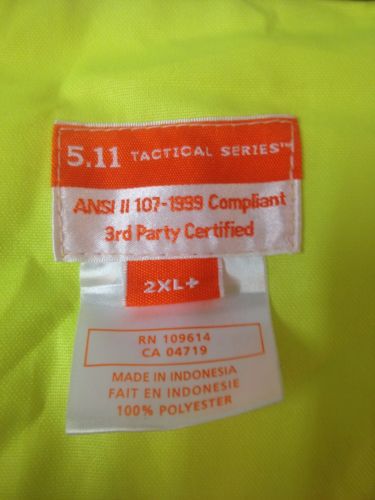 5.11 TACTICAL SERIES™
ANSI II 107-1999 Compliant
3rd Party Certified
2XL+
RN 109614
CA 04719
MADE IN INDONESIA
FAIT EN INDONESIE
100% POLYESTER